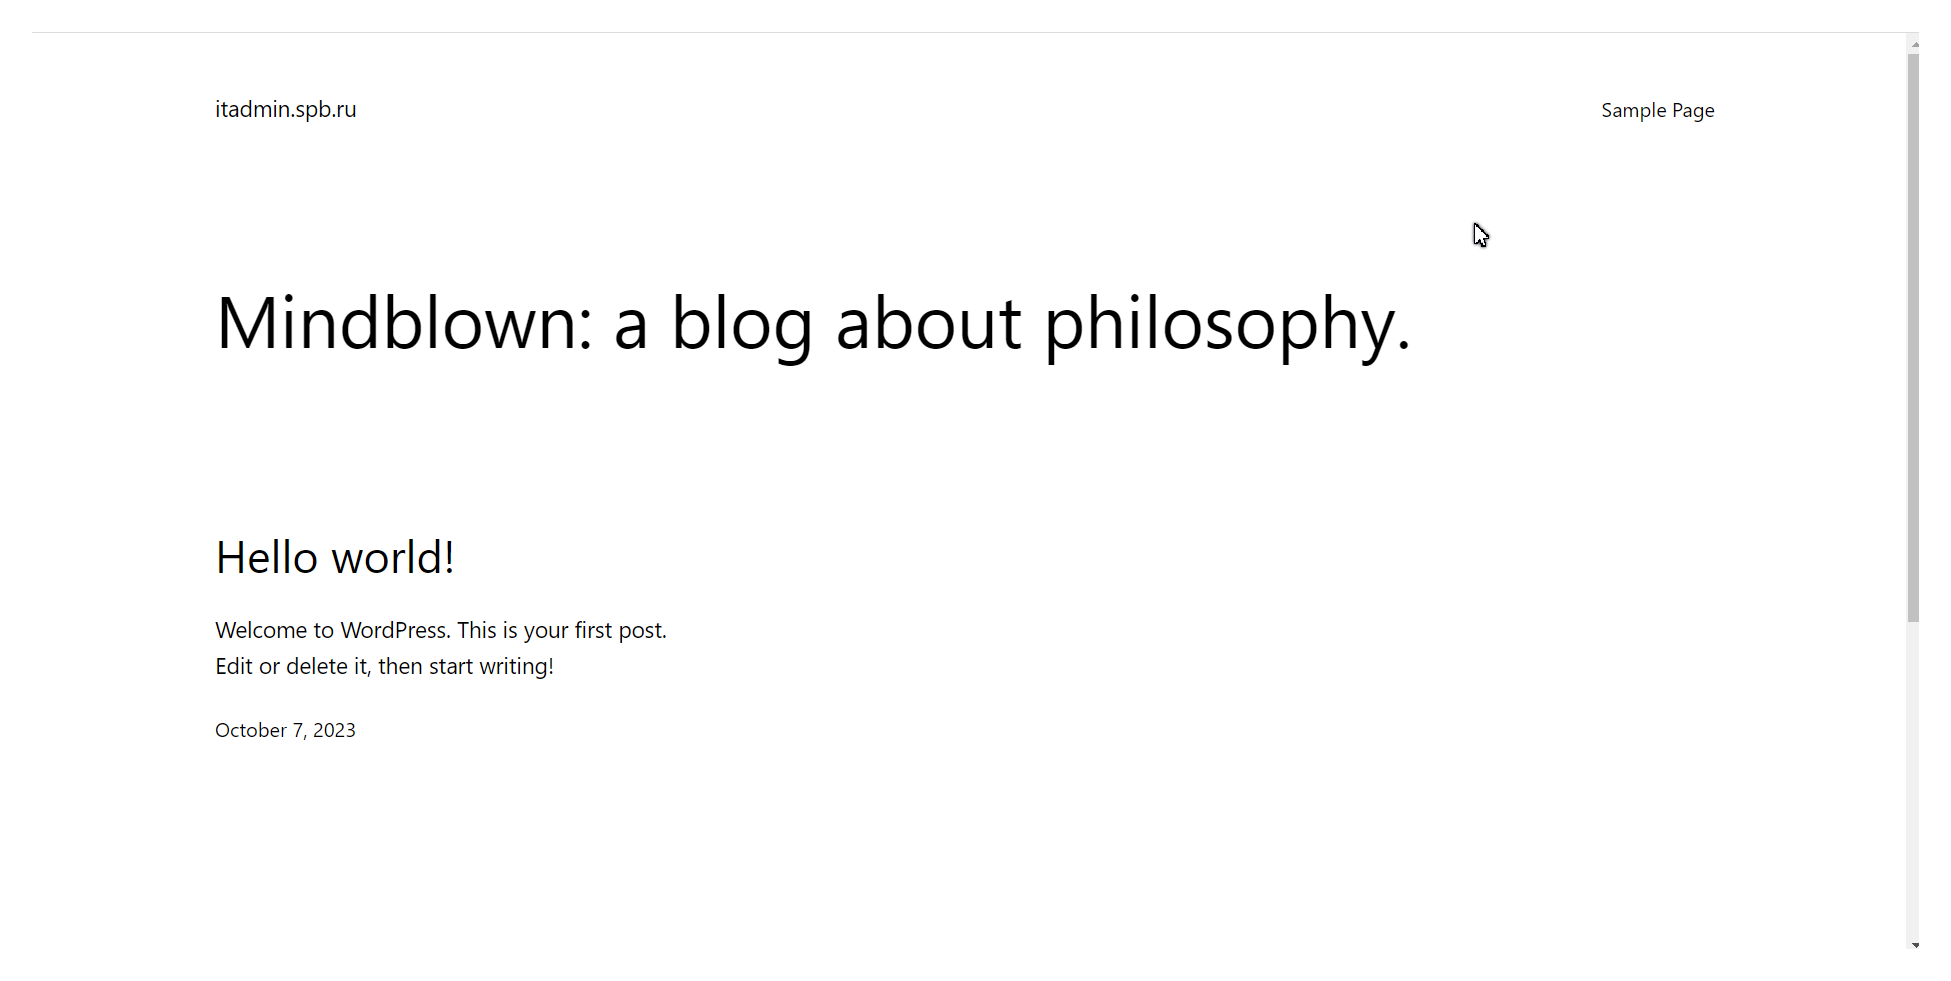 itadmin.spb.ru
Sample Page
Mindblown: a blog about philosophy.
Hello world!
Welcome to WordPress. This is your first post.
Edit or delete it, then start writing!
October 7, 2023